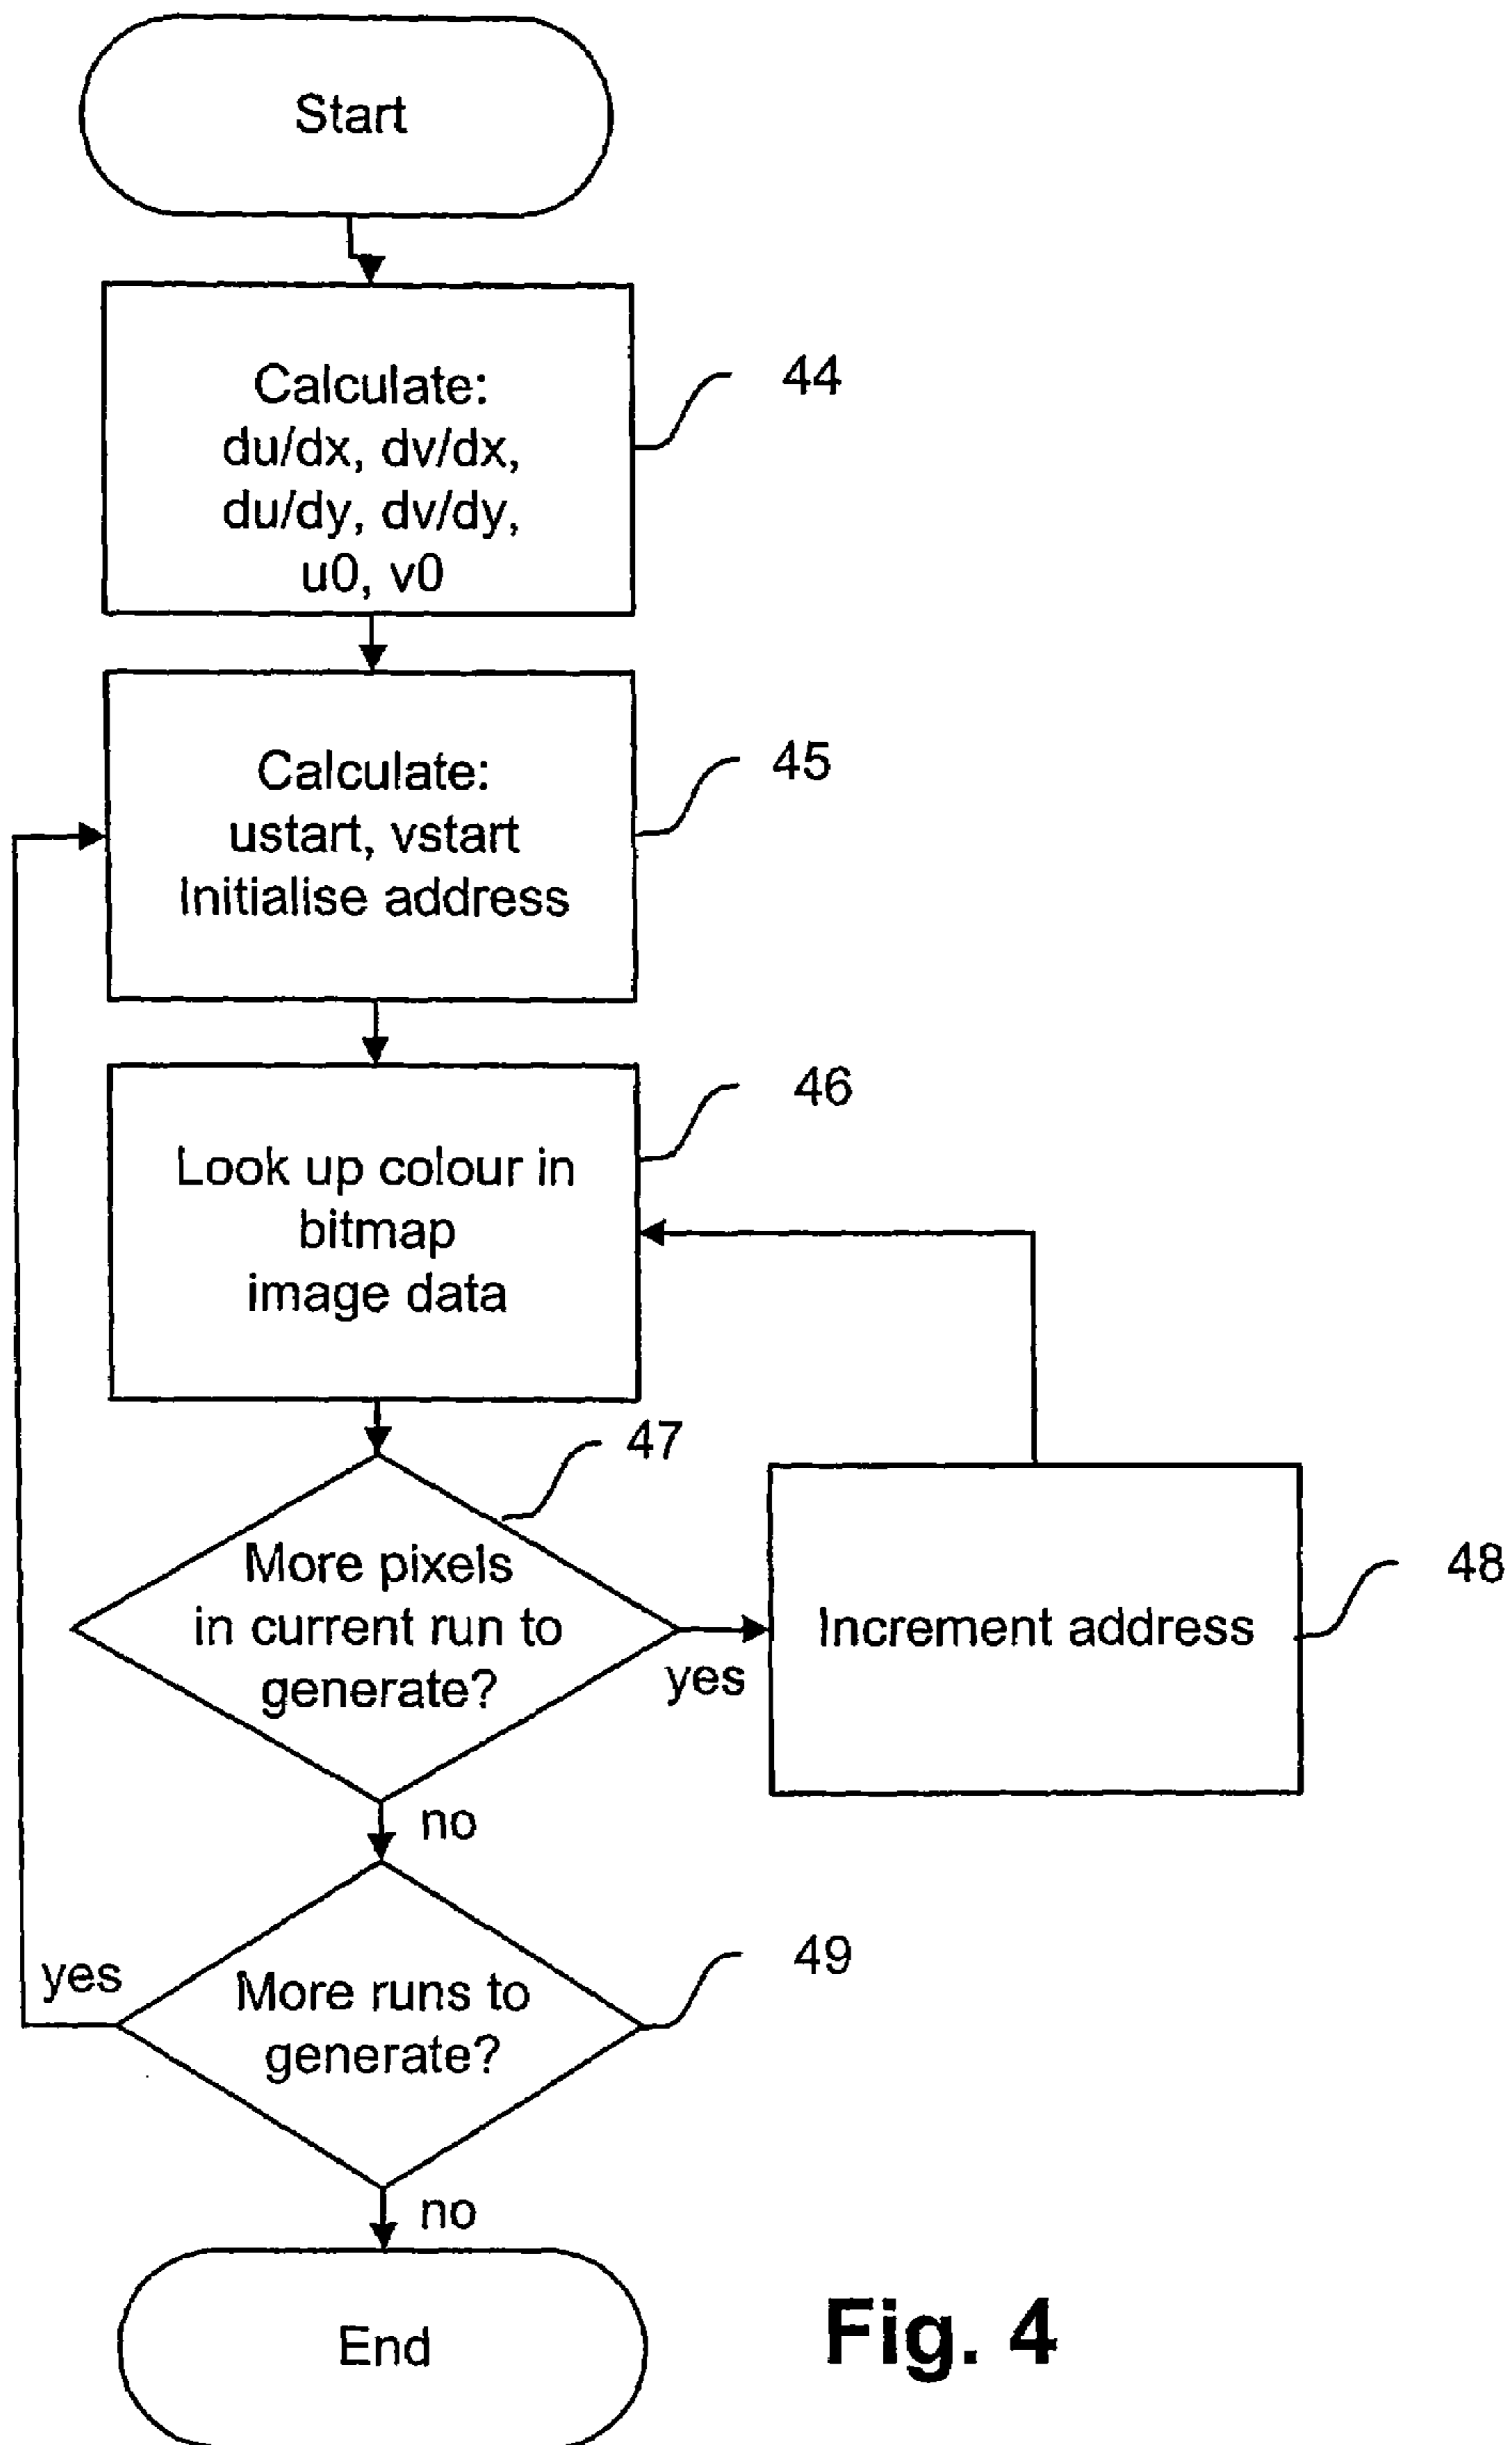 Start
Calculate:
du/dx, dv/dx,
du/dy, dv/dy,
u0, v0
44
Calculate:
ustart, vstart
Initialise address
45
Look up colour in
bitmap
image data
46
More pixels
in current run to
generate?
47
yes
Increment address
48
no
More runs to
generate?
49
yes
no
End
Fig. 4